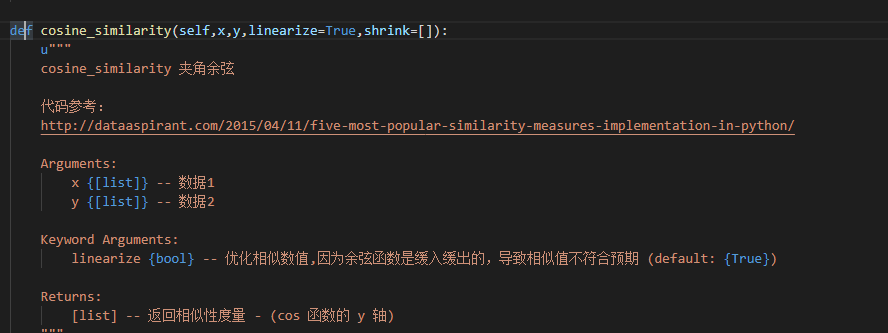 def cosine_similarity(self,x,y,linearize=True,shrink=[]):
u"""
cosine_similarity 夹角余弦
代码参考:
http://dataaspirant.com/2015/04/11/five-most-popular-similarity-measures-implementation-in-python/
Arguments:
x {[list]} -- 数据1
y {[list]} -- 数据2
Keyword Arguments:
linearize {bool} -- 优化相似数值,因为余弦函数是缓入缓出的，导致相似值不符合预期 (default: {True})
Returns:
[list] -- 返回相似性度量 - (cos 函数的 y 轴)
"""